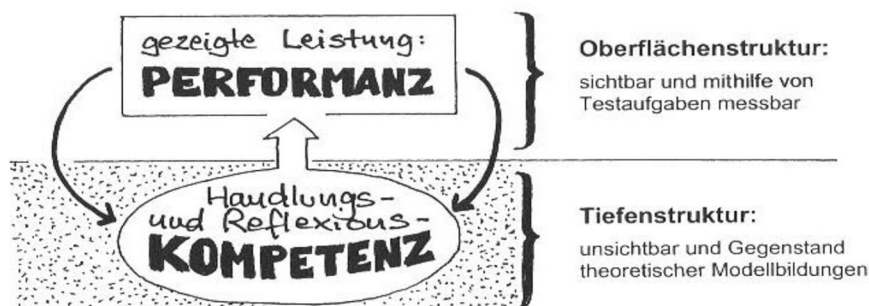 gezeigte Leistung:
PERFORMANZ
Oberflächenstruktur:
sichtbar und mithilfe von
Testaufgaben messbar
Handlungs-
und Reflexions-
KOMPETENZ
Tiefenstruktur:
unsichtbar und Gegenstand
theoretischer Modellbildungen